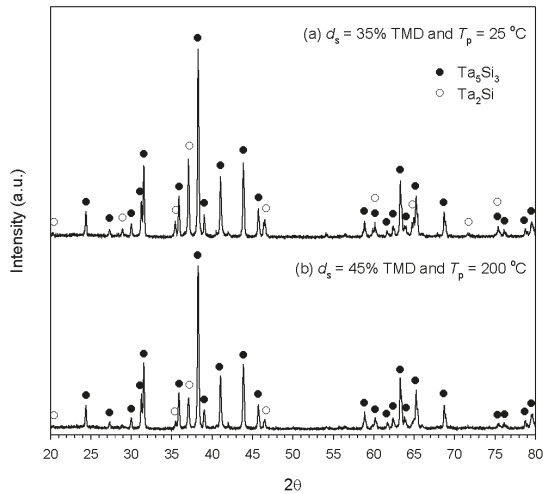 (a) dₛ = 35% TMD and Tₚ = 25 °C
● Ta₅Si₃
○ Ta₂Si
Intensity (a.u.)
(b) dₛ = 45% TMD and Tₚ = 200 °C
20 25 30 35 40 45 50 55 60 65 70 75 80
2θ